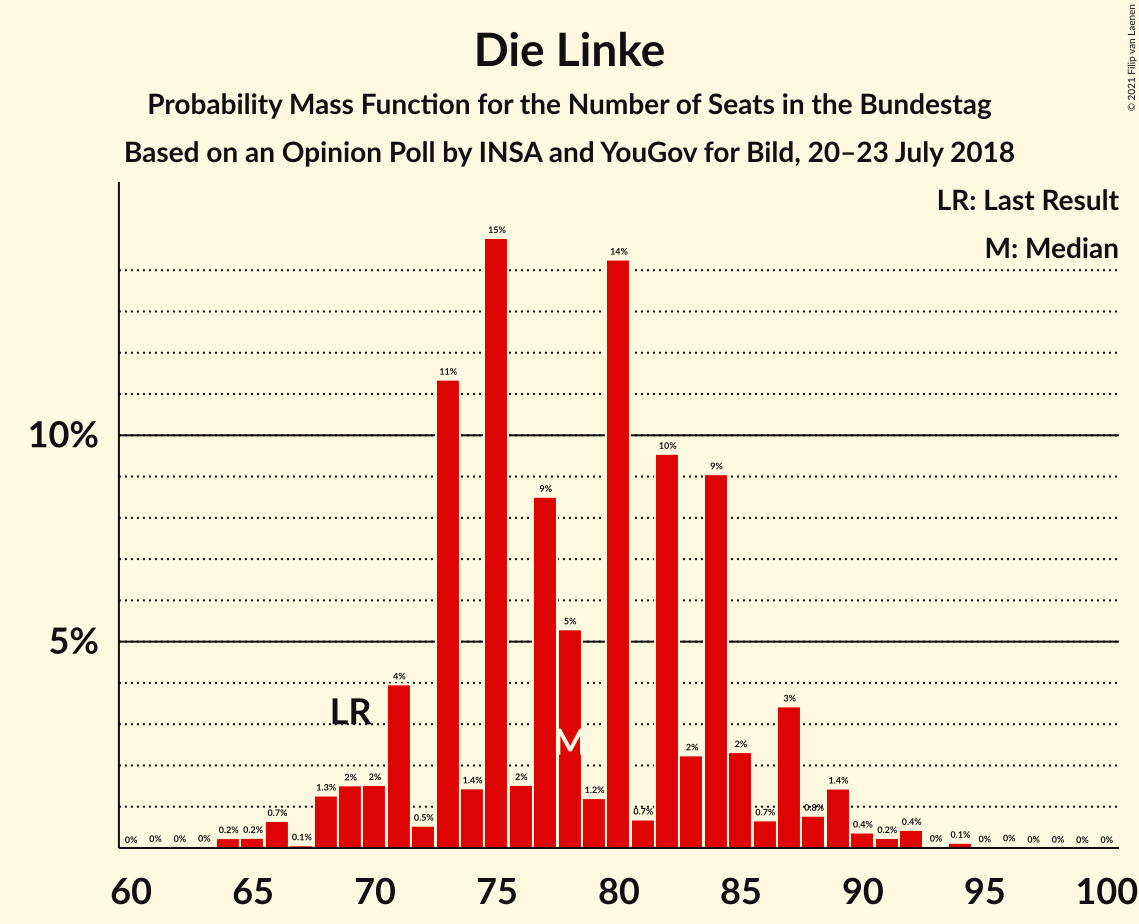 © 2021 Filip van Laenen
Die Linke
Probability Mass Function for the Number of Seats in the Bundestag
Based on an Opinion Poll by INSA and YouGov for Bild, 20–23 July 2018
LR: Last Result
M: Median
10%
5%
0% 0% 0% 0% 0.2% 0.2% 0.7% 0.1% 1.3% 2% 2% 4% 0.5% 11% 1.4% 15% 2% 9% 5% 1.2% 14% 0.7% 10% 2% 9% 2% 0.7% 3% 0.8% 1.4% 0.4% 0.2% 0.4% 0% 0.1% 0% 0% 0% 0% 0% 0%
LR
M
60 65 70 75 80 85 90 95 100